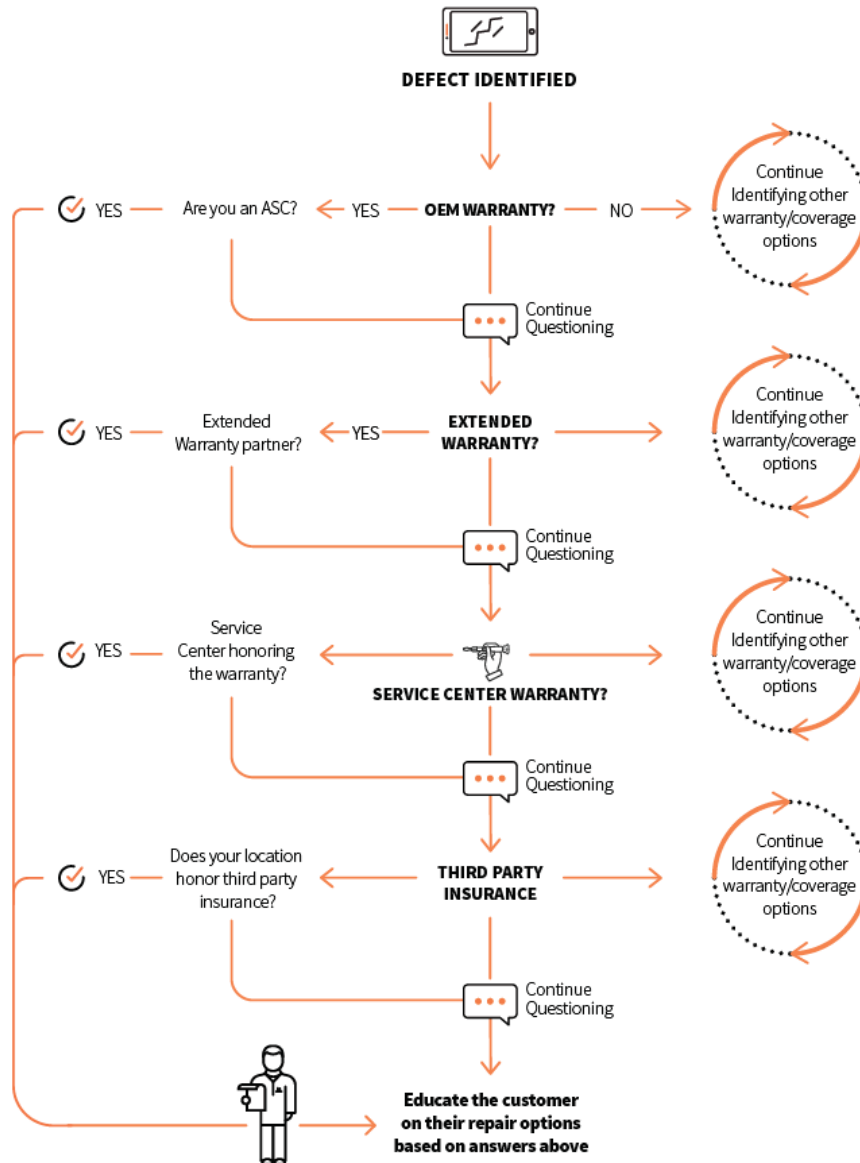 DEFECT IDENTIFIED
YES
Are you an ASC?
YES
OEM WARRANTY?
NO
Continue
Identifying other
warranty/coverage
options
Continue
Questioning
YES
Extended
Warranty partner?
YES
EXTENDED
WARRANTY?
Continue
Identifying other
warranty/coverage
options
Continue
Questioning
YES
Service
Center honoring
the warranty?
SERVICE CENTER WARRANTY?
Continue
Identifying other
warranty/coverage
options
Continue
Questioning
YES
Does your location
honor third party
insurance?
THIRD PARTY
INSURANCE
Continue
Identifying other
warranty/coverage
options
Continue
Questioning
Educate the customer
on their repair options
based on answers above